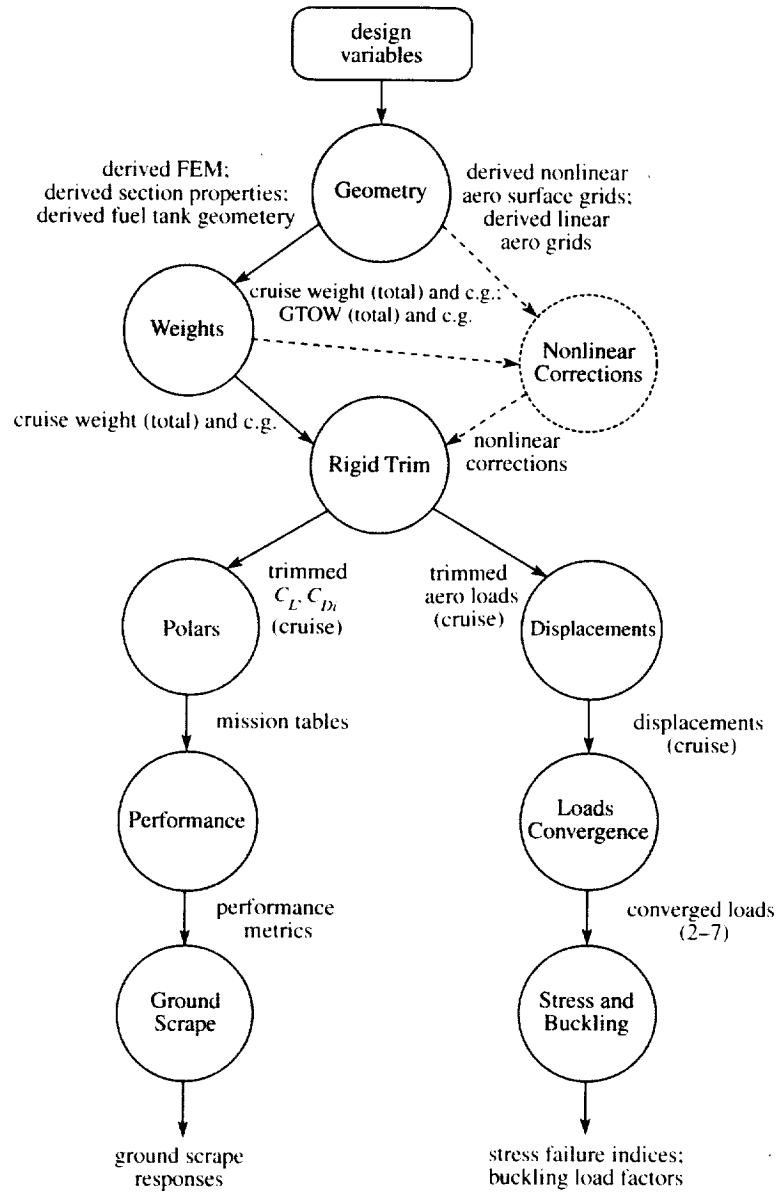 design
variables
derived FEM;
derived section properties;
derived fuel tank geometery
Geometry
derived nonlinear
aero surface grids;
derived linear
aero grids
Weights
cruise weight (total) and c.g.;
GTOW (total) and c.g.
Nonlinear
Corrections
cruise weight (total) and c.g.
Rigid Trim
nonlinear
corrections
Polars
trimmed
C_L, C_Di
(cruise)
trimmed
aero loads
(cruise)
Displacements
mission tables
displacements
(cruise)
Performance
Loads
Convergence
performance
metrics
converged loads
(2–7)
Ground
Scrape
Stress and
Buckling
ground scrape
responses
stress failure indices;
buckling load factors